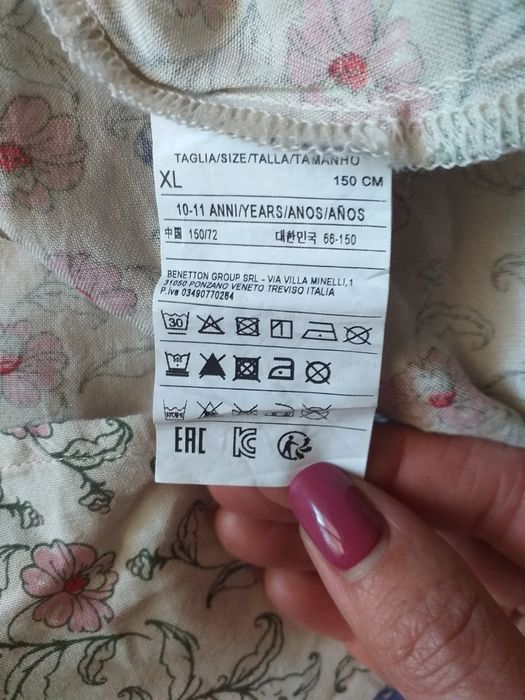 TAGLIA/SIZE/TALLA/TAMANHO
XL 150 CM
10-11 ANNI/YEARS/ANOS/AÑOS
中国 150/72 대한민국 66-150
BENETTON GROUP SRL - VIA VILLA MINELLI,1
31050 PONZANO VENETO TREVISO ITALIA
P.iva 03490770264
30
EAC